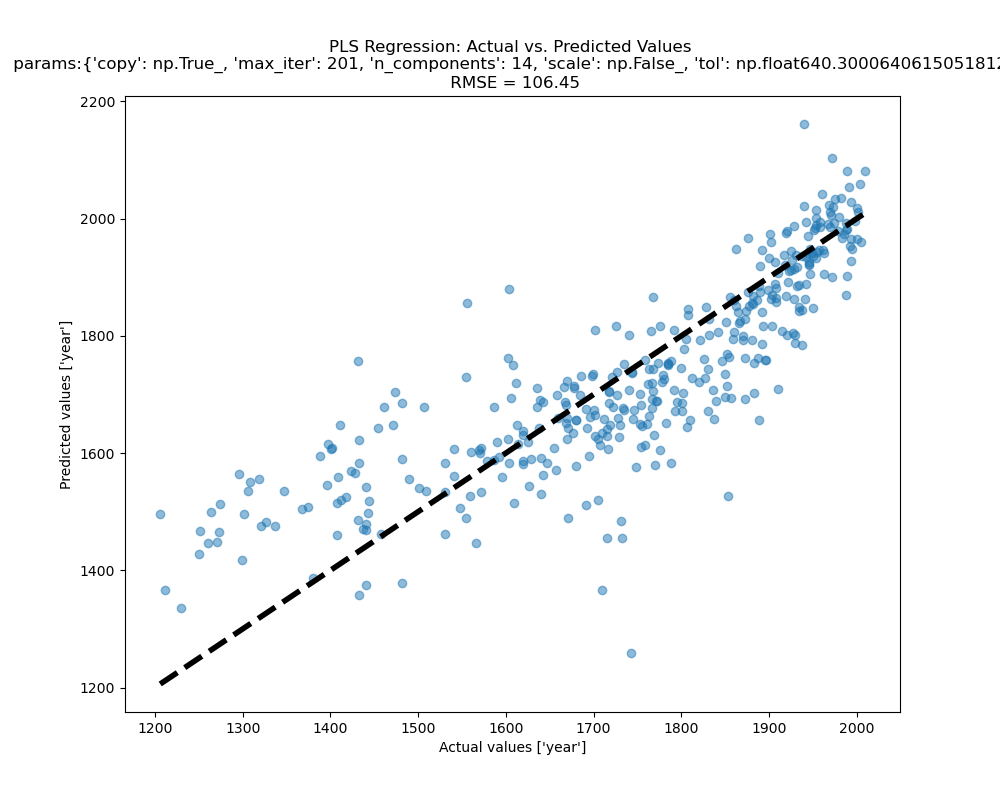 PLS Regression: Actual vs. Predicted Values
params:{'copy': np.True_, 'max_iter': 201, 'n_components': 14, 'scale': np.False_, 'tol': np.float640.3000640615051812
RMSE = 106.45
2200
2000
1800
1600
1400
1200
Predicted values ['year']
1200 1300 1400 1500 1600 1700 1800 1900 2000
Actual values ['year']